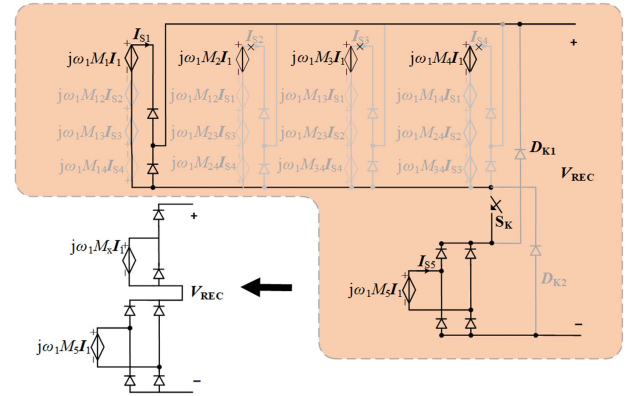 I_S1
I_S2
I_S3
I_S4
+
jω₁M₁I₁
jω₁M₂I₁
jω₁M₃I₁
jω₁M₄I₁
jω₁M₁₂I_S2
jω₁M₁₂I_S1
jω₁M₁₃I_S1
jω₁M₁₄I_S1
jω₁M₁₃I_S3
jω₁M₂₃I_S3
jω₁M₂₃I_S2
jω₁M₂₄I_S2
D_K1
jω₁M₁₄I_S4
jω₁M₂₄I_S4
jω₁M₃₄I_S4
jω₁M₃₄I_S3
V_REC
S_K
+
jω₁MₓI₁
I_S5
D_K2
V_REC
jω₁M₅I₁
jω₁M₅I₁
−
−